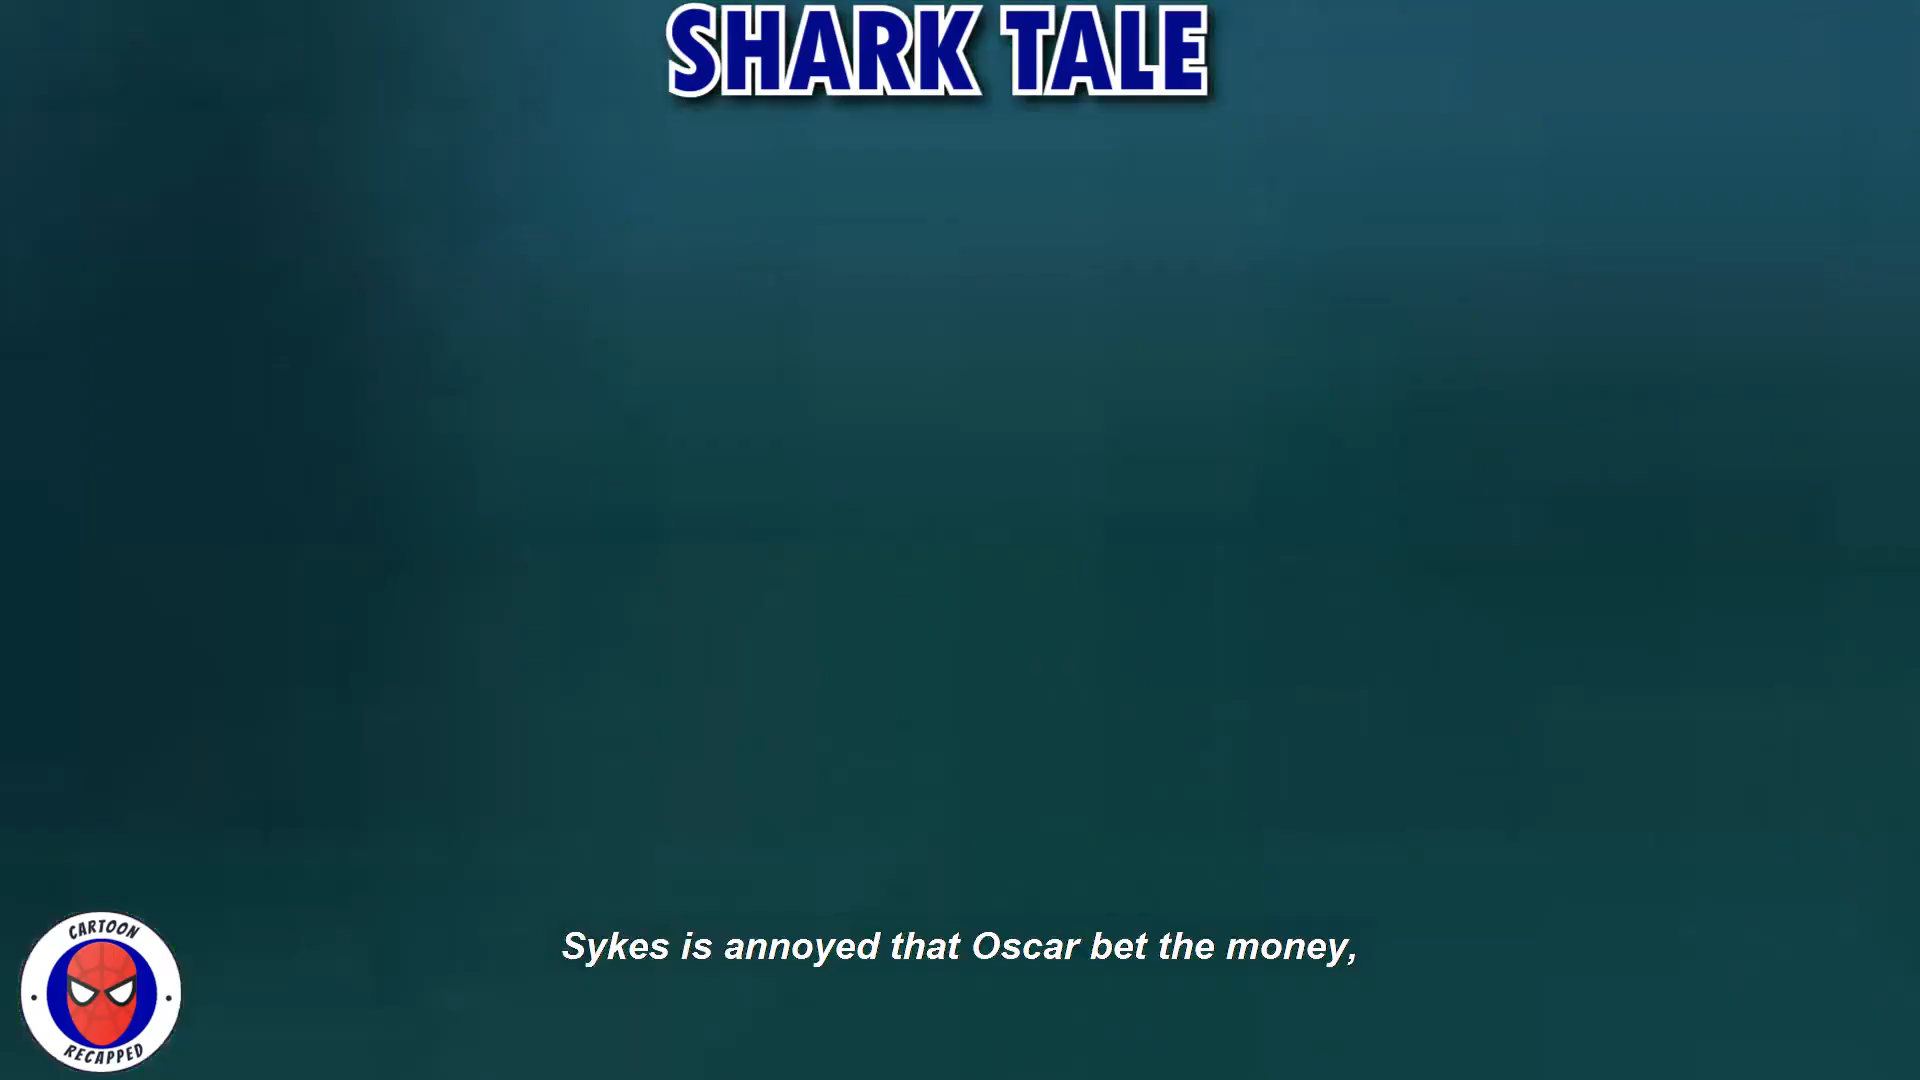 SHARK TALE
Sykes is annoyed that Oscar bet the money,
CARTOON
RECAPPED